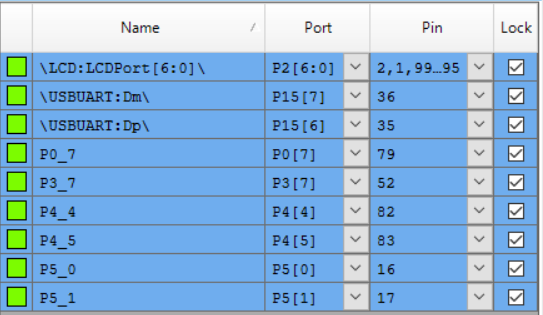 Name / Port Pin Lock
\LCD:LCDPort[6:0]\ P2[6:0] 2,1,99…95
\USBUART:Dm\ P15[7] 36
\USBUART:Dp\ P15[6] 35
P0_7 P0[7] 79
P3_7 P3[7] 52
P4_4 P4[4] 82
P4_5 P4[5] 83
P5_0 P5[0] 16
P5_1 P5[1] 17